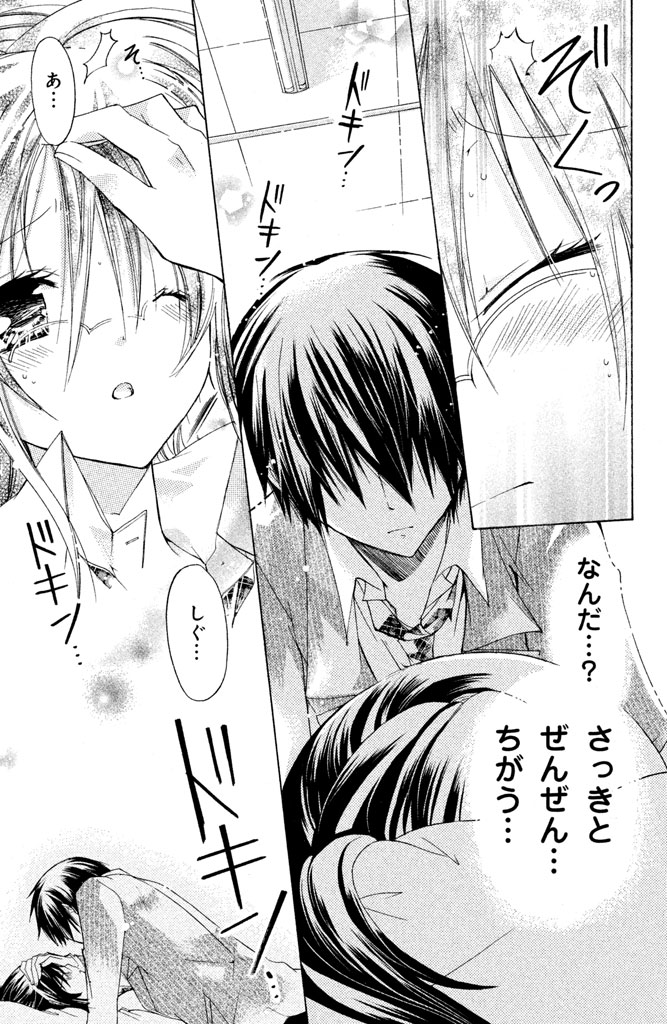 ぞくっ
なんだ…?
さっきと
ぜんぜん…
ちがう…
ドキン…
ドキン…
そ…
あ…
ドキン…
しぐ…
ドキン…